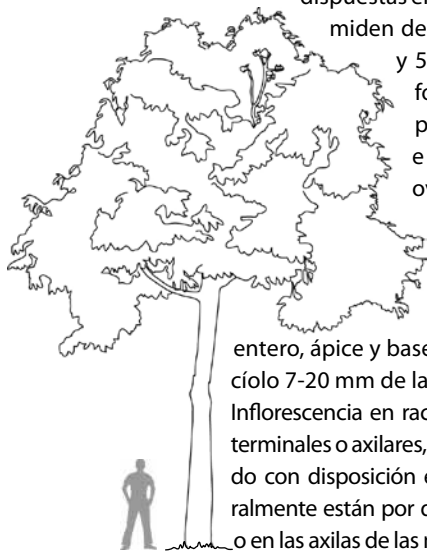 dispuestas en
miden de
y 5
fo
p
e
ov
entero, ápice y base
cíolo 7-20 mm de la
Inflorescencia en rac
terminales o axilares,
do con disposición e
ralmente están por d
o en las axilas de las r